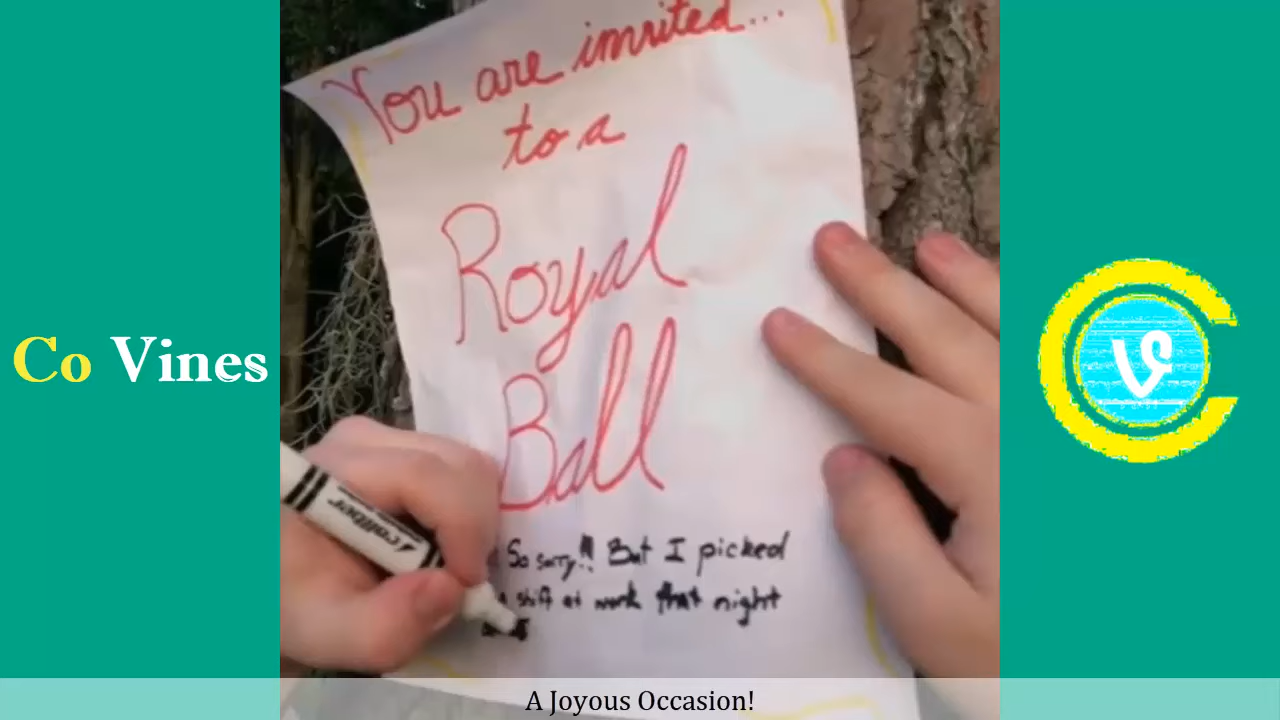 You are invited...
to a
Royal
Ball
So sorry!! But I picked
shift at work that night
Co Vines
Caliber
A Joyous Occasion!